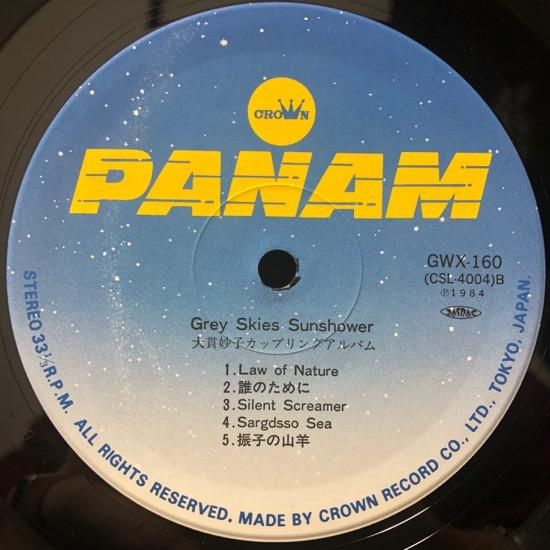 CROWN
PANAM
GWX-160
(CSL-4004)B
Ⓟ1984
JASRAC
Grey Skies Sunshower
大貫妙子カップリングアルバム
1.Law of Nature
2.誰のために
3.Silent Screamer
4.Sargdsso Sea
5.振子の山羊
STEREO 33⅓R.P.M. ALL RIGHTS RESERVED. MADE BY CROWN RECORD CO., LTD., TOKYO, JAPAN.